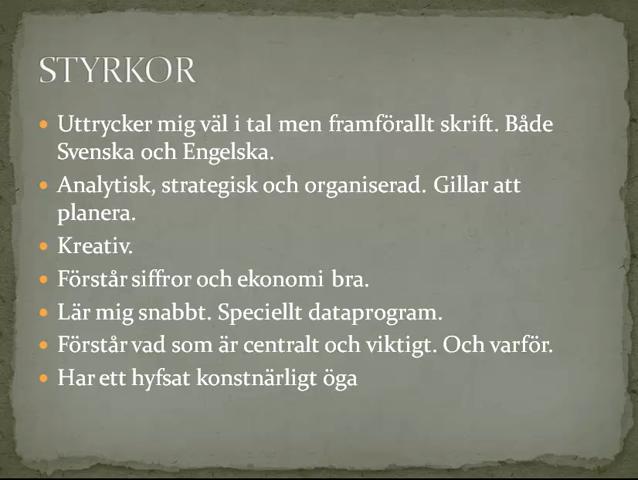 STYRKOR
• Uttrycker mig väl i tal men framförallt skrift. Både
Svenska och Engelska.
• Analytisk, strategisk och organiserad. Gillar att
planera.
• Kreativ.
• Förstår siffror och ekonomi bra.
• Lär mig snabbt. Speciellt dataprogram.
• Förstår vad som är centralt och viktigt. Och varför.
• Har ett hyfsat konstnärligt öga